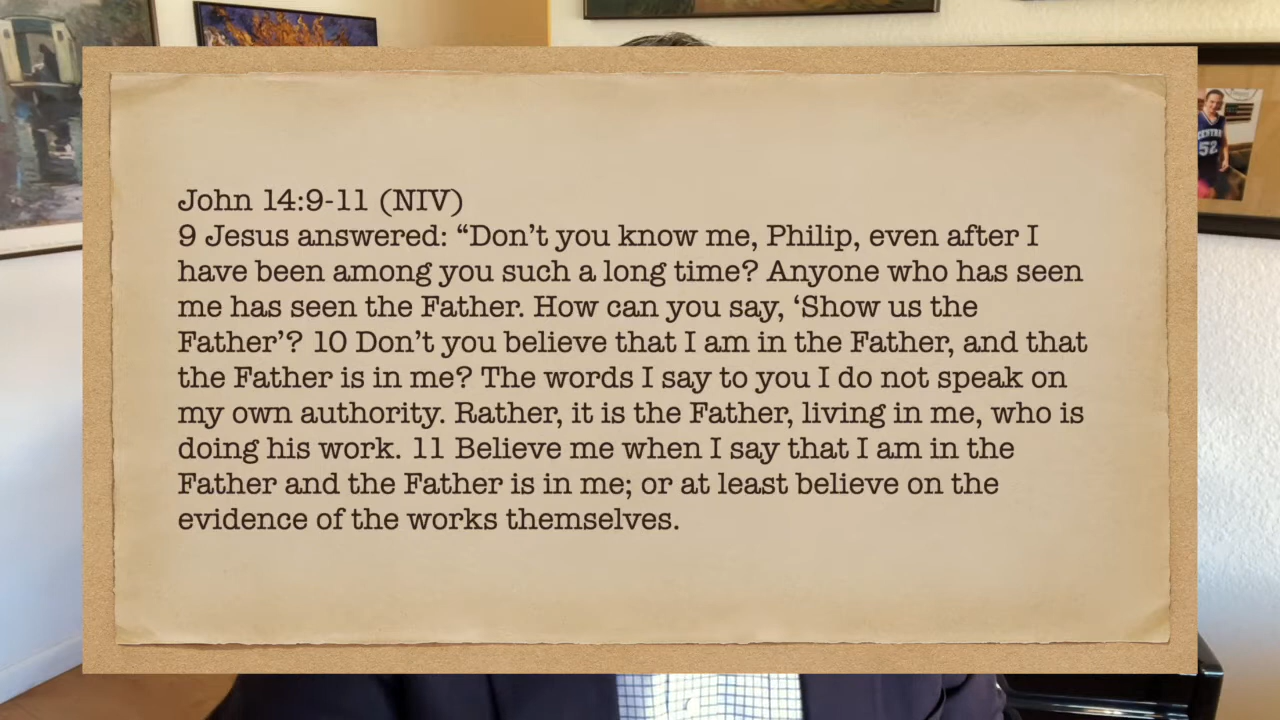 John 14:9-11 (NIV)
9 Jesus answered: “Don’t you know me, Philip, even after I
have been among you such a long time? Anyone who has seen
me has seen the Father. How can you say, ‘Show us the
Father’? 10 Don’t you believe that I am in the Father, and that
the Father is in me? The words I say to you I do not speak on
my own authority. Rather, it is the Father, living in me, who is
doing his work. 11 Believe me when I say that I am in the
Father and the Father is in me; or at least believe on the
evidence of the works themselves.
52